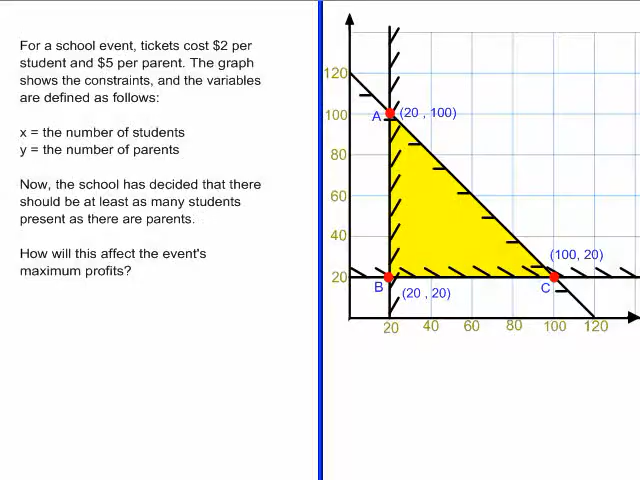 For a school event, tickets cost $2 per
student and $5 per parent. The graph
shows the constraints, and the variables
are defined as follows:
x = the number of students
y = the number of parents
Now, the school has decided that there
should be at least as many students
present as there are parents.
How will this affect the event's
maximum profits?
120
100
80
60
40
20
A
(20 , 100)
(100, 20)
B
(20 , 20)
C
20
40
60
80
100
120